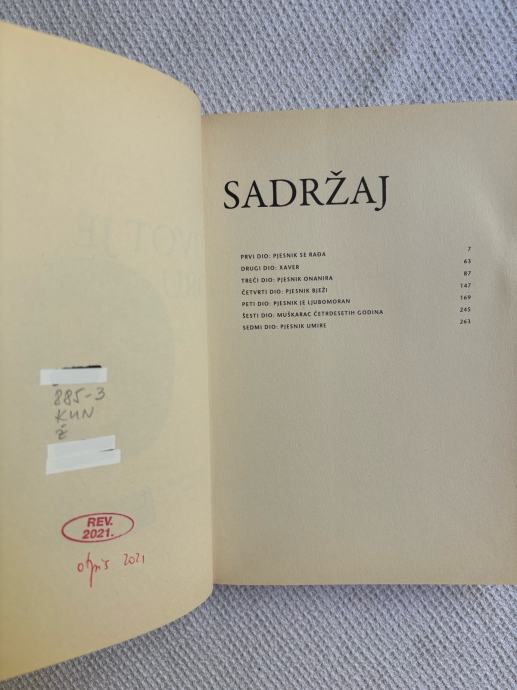 885-3
KUN
Ž
REV.
2021.
otpis 2021
SADRŽAJ
PRVI DIO: PJESNIK SE RAĐA 7
DRUGI DIO: XAVER 63
TREĆI DIO: PJESNIK ONANIRA 87
ČETVRTI DIO: PJESNIK BJEŽI 147
PETI DIO: PJESNIK JE LJUBOMORAN 169
ŠESTI DIO: MUŠKARAC ČETRDESETIH GODINA 245
SEDMI DIO: PJESNIK UMIRE 263